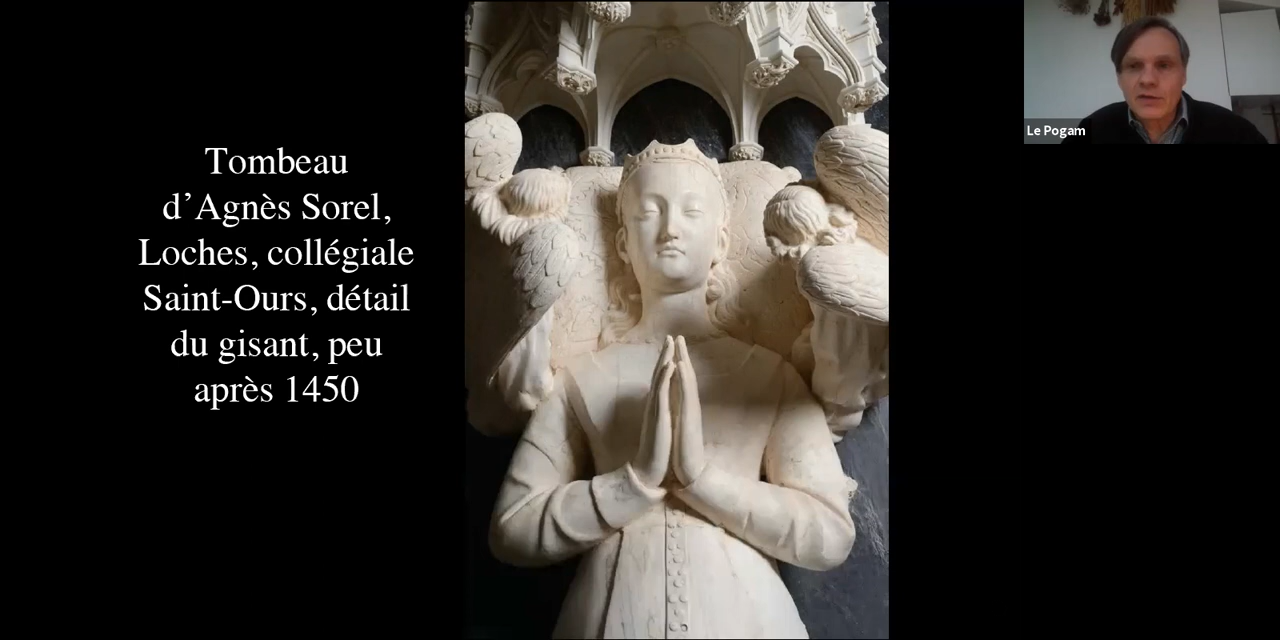 Tombeau
d’Agnès Sorel,
Loches, collégiale
Saint-Ours, détail
du gisant, peu
après 1450
Le Pogam